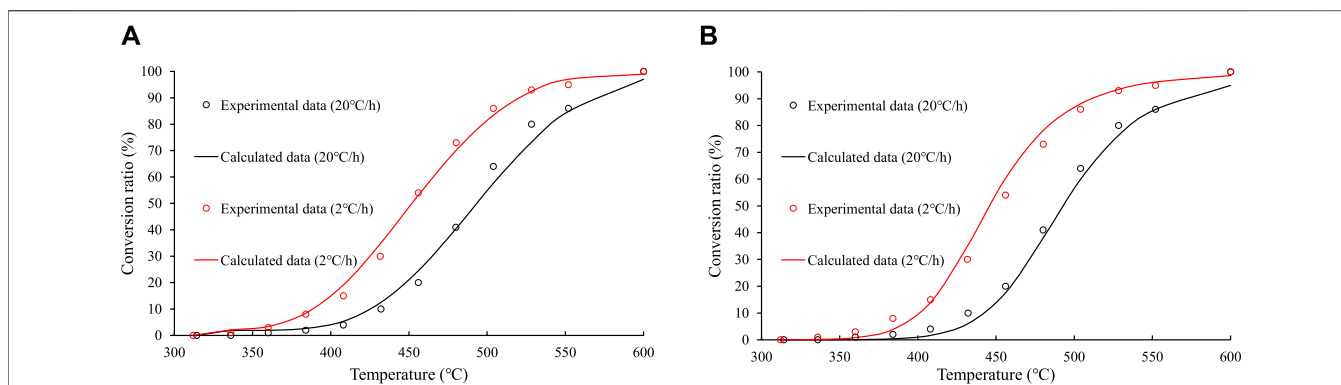 A
Conversion ratio (%)
100
90
80
70
60
50
40
30
20
10
0
Experimental data (20℃/h)
Calculated data (20℃/h)
Experimental data (2℃/h)
Calculated data (2℃/h)
300 350 400 450 500 550 600
Temperature (℃)
B
Conversion ratio (%)
100
90
80
70
60
50
40
30
20
10
0
Experimental data (20℃/h)
Calculated data (20℃/h)
Experimental data (2℃/h)
Calculated data (2℃/h)
300 350 400 450 500 550 600
Temperature (℃)